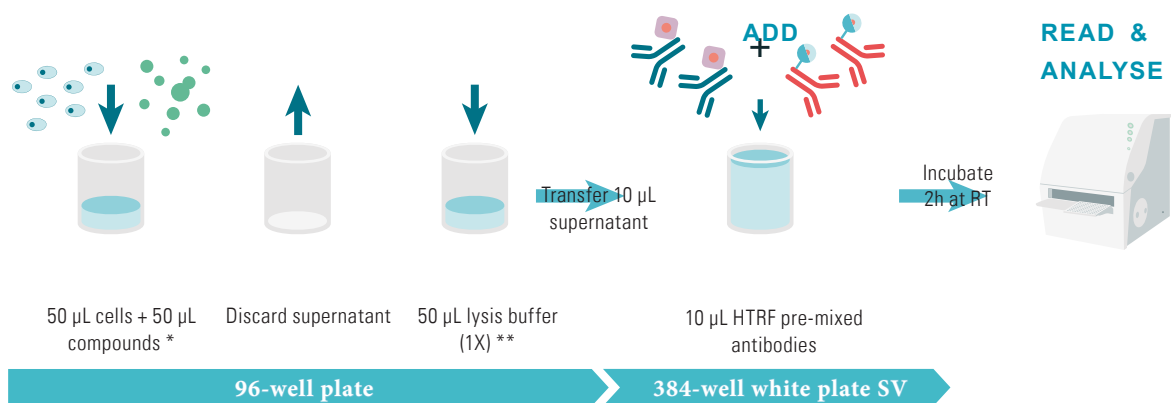 ADD
+
READ &
ANALYSE
Transfer 10 µL
supernatant
Incubate
2h at RT
50 µL cells + 50 µL
compounds *
Discard supernatant
50 µL lysis buffer
(1X) **
10 µL HTRF pre-mixed
antibodies
96-well plate
384-well white plate SV